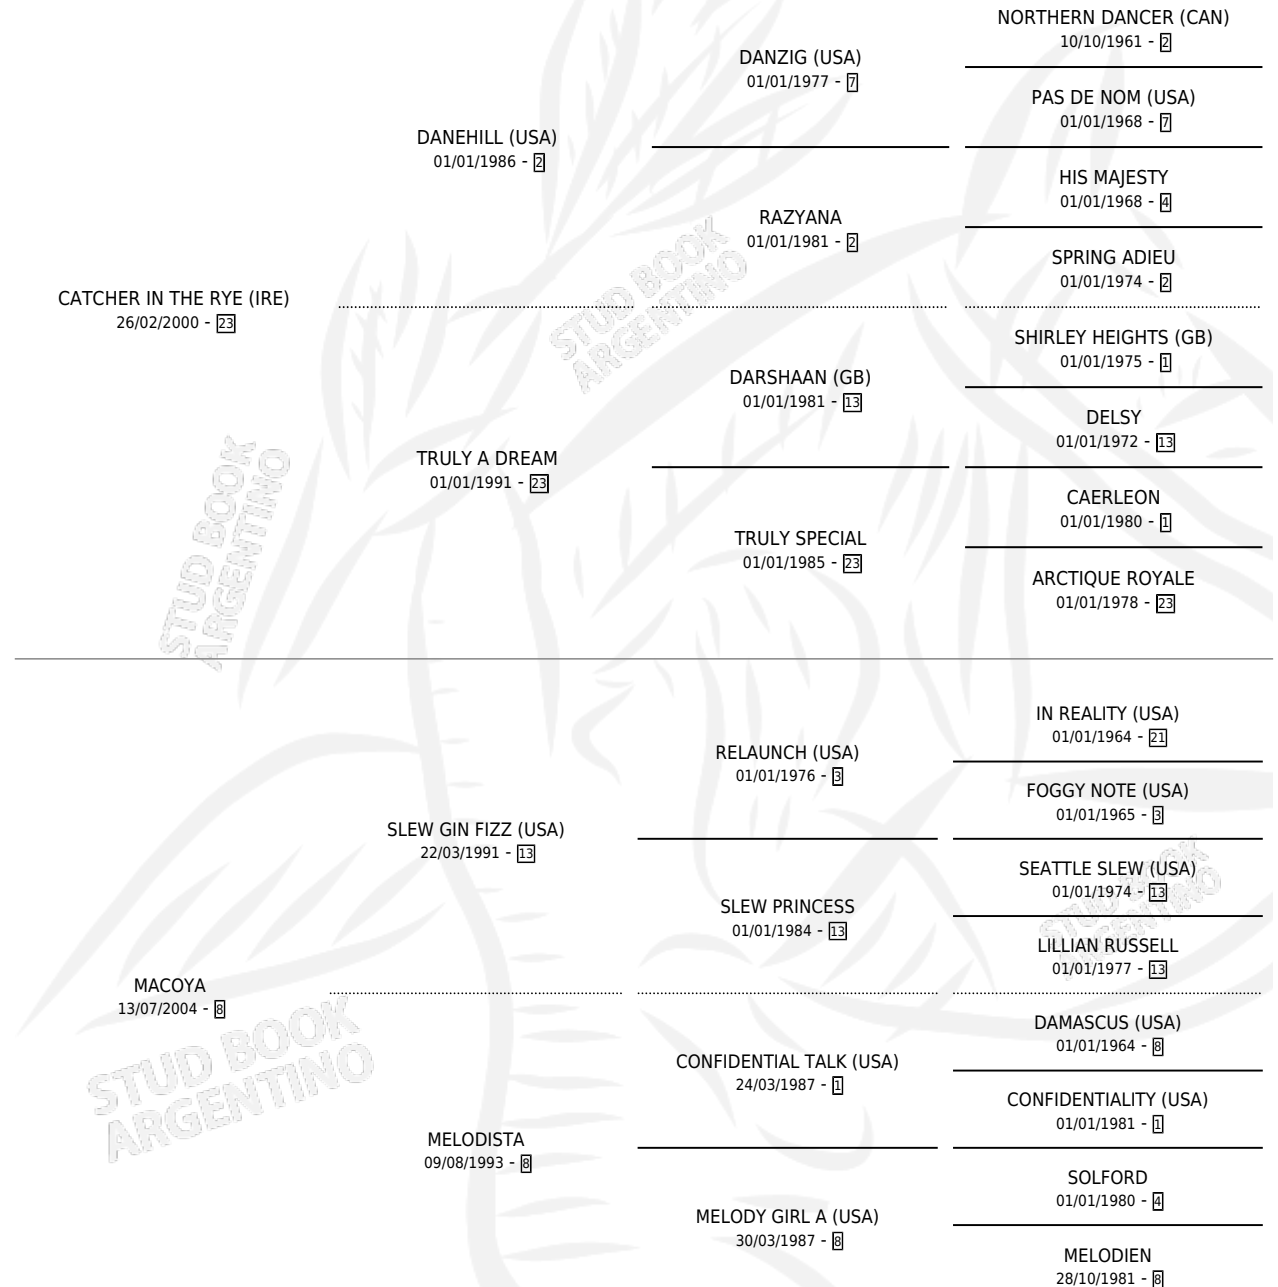 NORTHERN DANCER (CAN)
10/10/1961 - 2
DANZIG (USA)
01/01/1977 - 7
PAS DE NOM (USA)
01/01/1968 - 7
DANEHILL (USA)
01/01/1986 - 2
HIS MAJESTY
01/01/1968 - 4
RAZYANA
01/01/1981 - 2
SPRING ADIEU
01/01/1974 - 2
CATCHER IN THE RYE (IRE)
26/02/2000 - 23
SHIRLEY HEIGHTS (GB)
01/01/1975 - 1
DARSHAAN (GB)
01/01/1981 - 13
DELSY
01/01/1972 - 13
TRULY A DREAM
01/01/1991 - 23
CAERLEON
01/01/1980 - 1
TRULY SPECIAL
01/01/1985 - 23
ARCTIQUE ROYALE
01/01/1978 - 23
IN REALITY (USA)
01/01/1964 - 21
RELAUNCH (USA)
01/01/1976 - 3
FOGGY NOTE (USA)
01/01/1965 - 3
SLEW GIN FIZZ (USA)
22/03/1991 - 13
SEATTLE SLEW (USA)
01/01/1974 - 13
SLEW PRINCESS
01/01/1984 - 13
LILLIAN RUSSELL
01/01/1977 - 13
MACOYA
13/07/2004 - 8
DAMASCUS (USA)
01/01/1964 - 8
CONFIDENTIAL TALK (USA)
24/03/1987 - 1
CONFIDENTIALITY (USA)
01/01/1981 - 1
MELODISTA
09/08/1993 - 8
SOLFORD
01/01/1980 - 4
MELODY GIRL A (USA)
30/03/1987 - 8
MELODIEN
28/10/1981 - 8
STUD BOOK
ARGENTINO
STUD BOOK
ARGENTINO
STUD BOOK
ARGENTINO
STUD BOOK
ARGENTINO